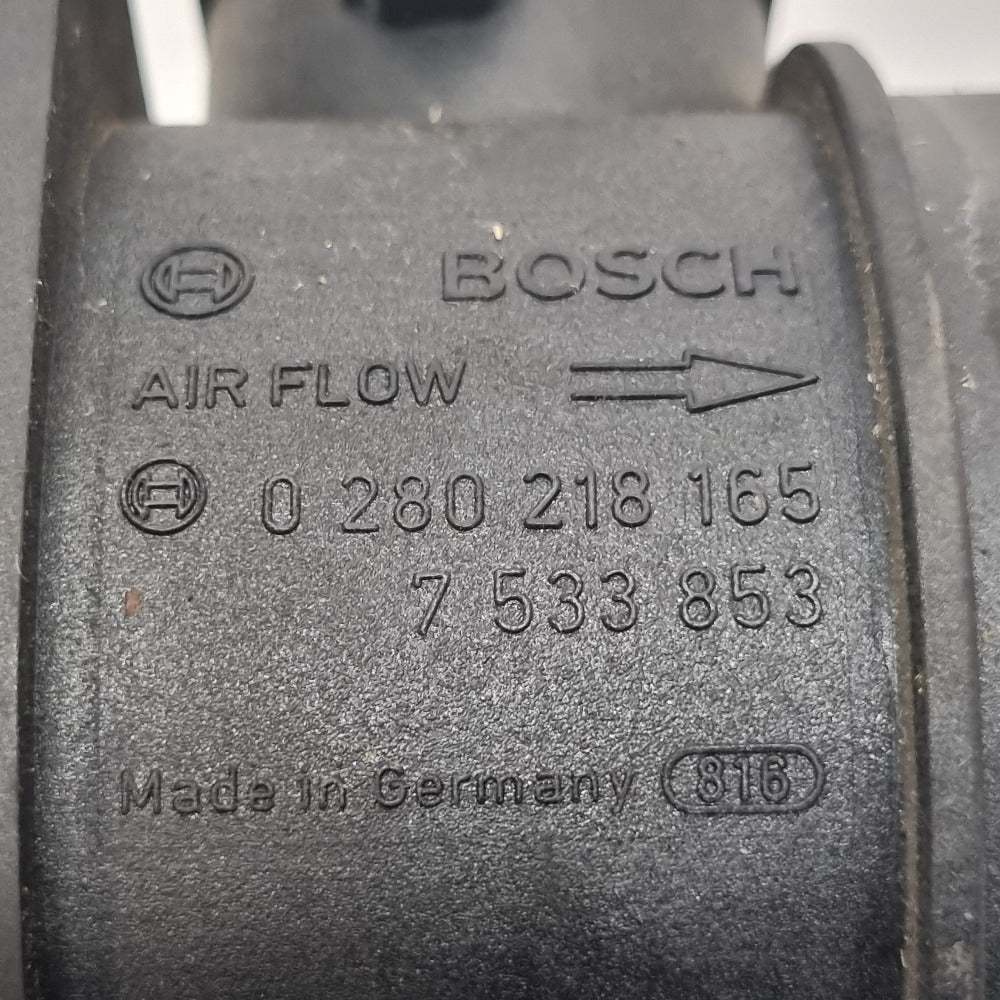 BOSCH
AIR FLOW
0 280 218 165
7 533 853
Made in Germany 816